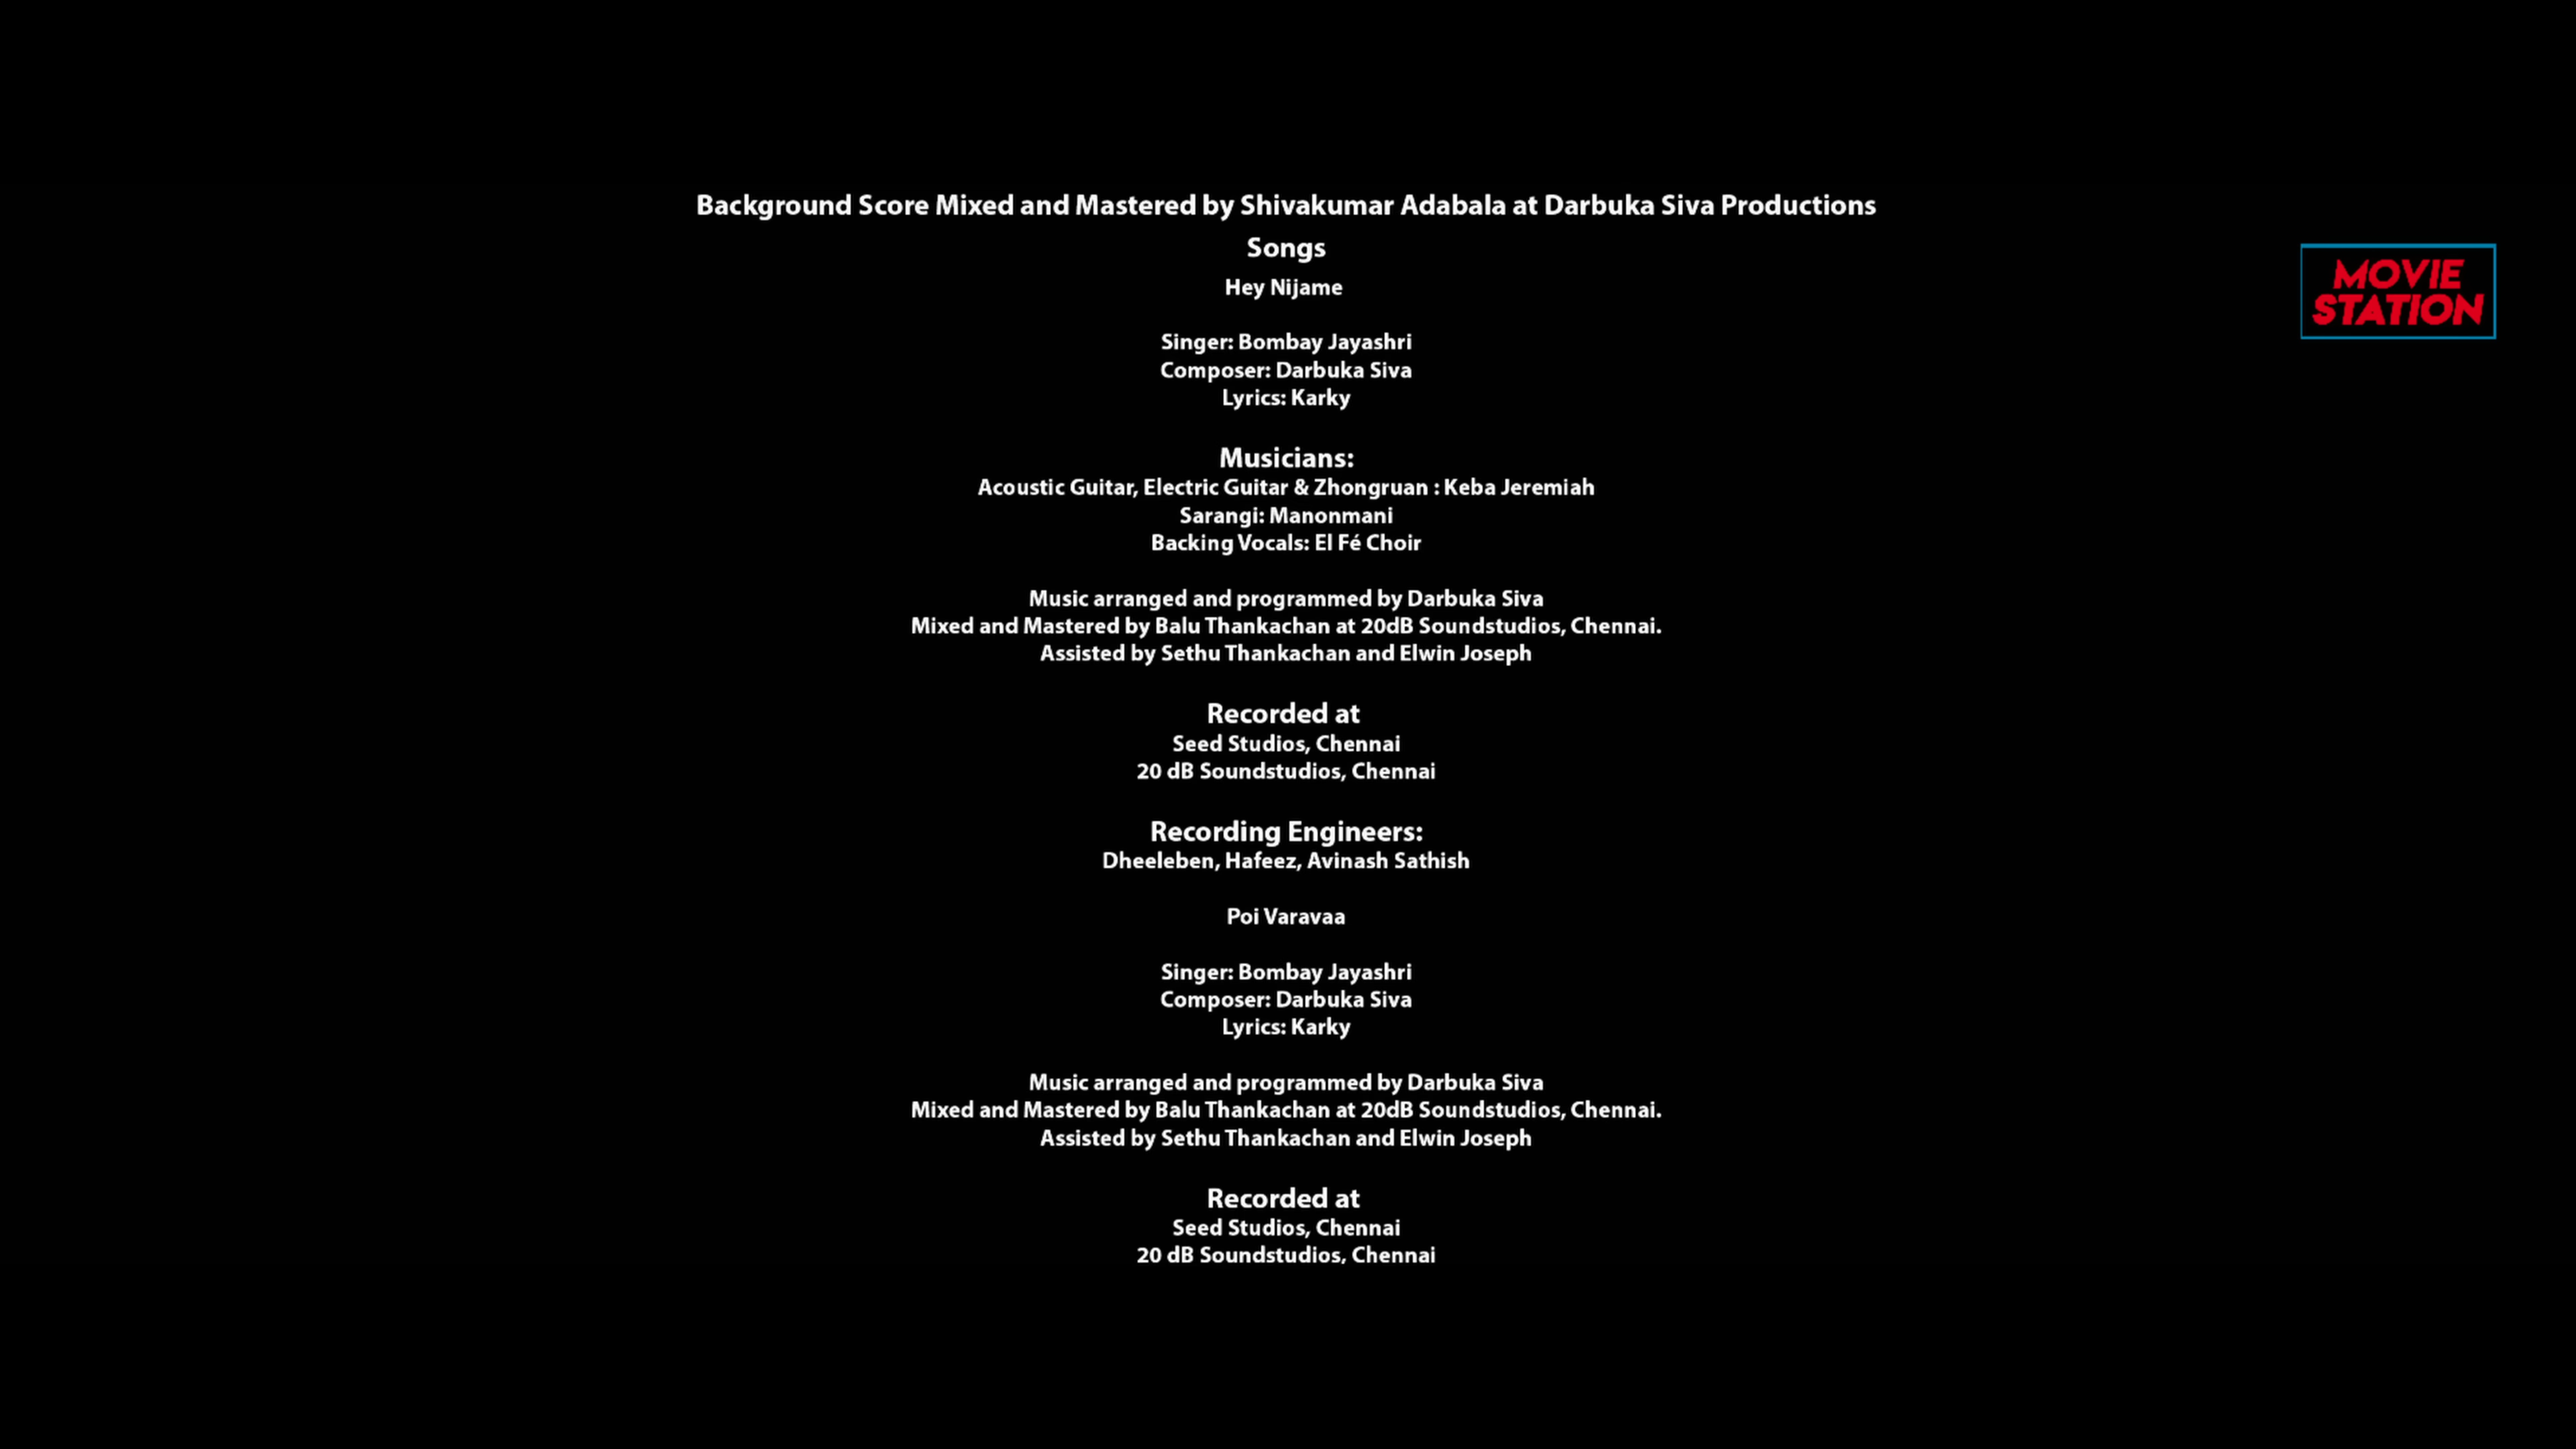 Background Score Mixed and Mastered by Shivakumar Adabala at Darbuka Siva Productions
Songs
Hey Nijame
Singer: Bombay Jayashri
Composer: Darbuka Siva
Lyrics: Karky
Musicians:
Acoustic Guitar, Electric Guitar & Zhongruan : Keba Jeremiah
Sarangi: Manonmani
Backing Vocals: El Fé Choir
Music arranged and programmed by Darbuka Siva
Mixed and Mastered by Balu Thankachan at 20dB Soundstudios, Chennai.
Assisted by Sethu Thankachan and Elwin Joseph
Recorded at
Seed Studios, Chennai
20 dB Soundstudios, Chennai
Recording Engineers:
Dheeleben, Hafeez, Avinash Sathish
Poi Varavaa
Singer: Bombay Jayashri
Composer: Darbuka Siva
Lyrics: Karky
Music arranged and programmed by Darbuka Siva
Mixed and Mastered by Balu Thankachan at 20dB Soundstudios, Chennai.
Assisted by Sethu Thankachan and Elwin Joseph
Recorded at
Seed Studios, Chennai
20 dB Soundstudios, Chennai
MOVIE
STATION